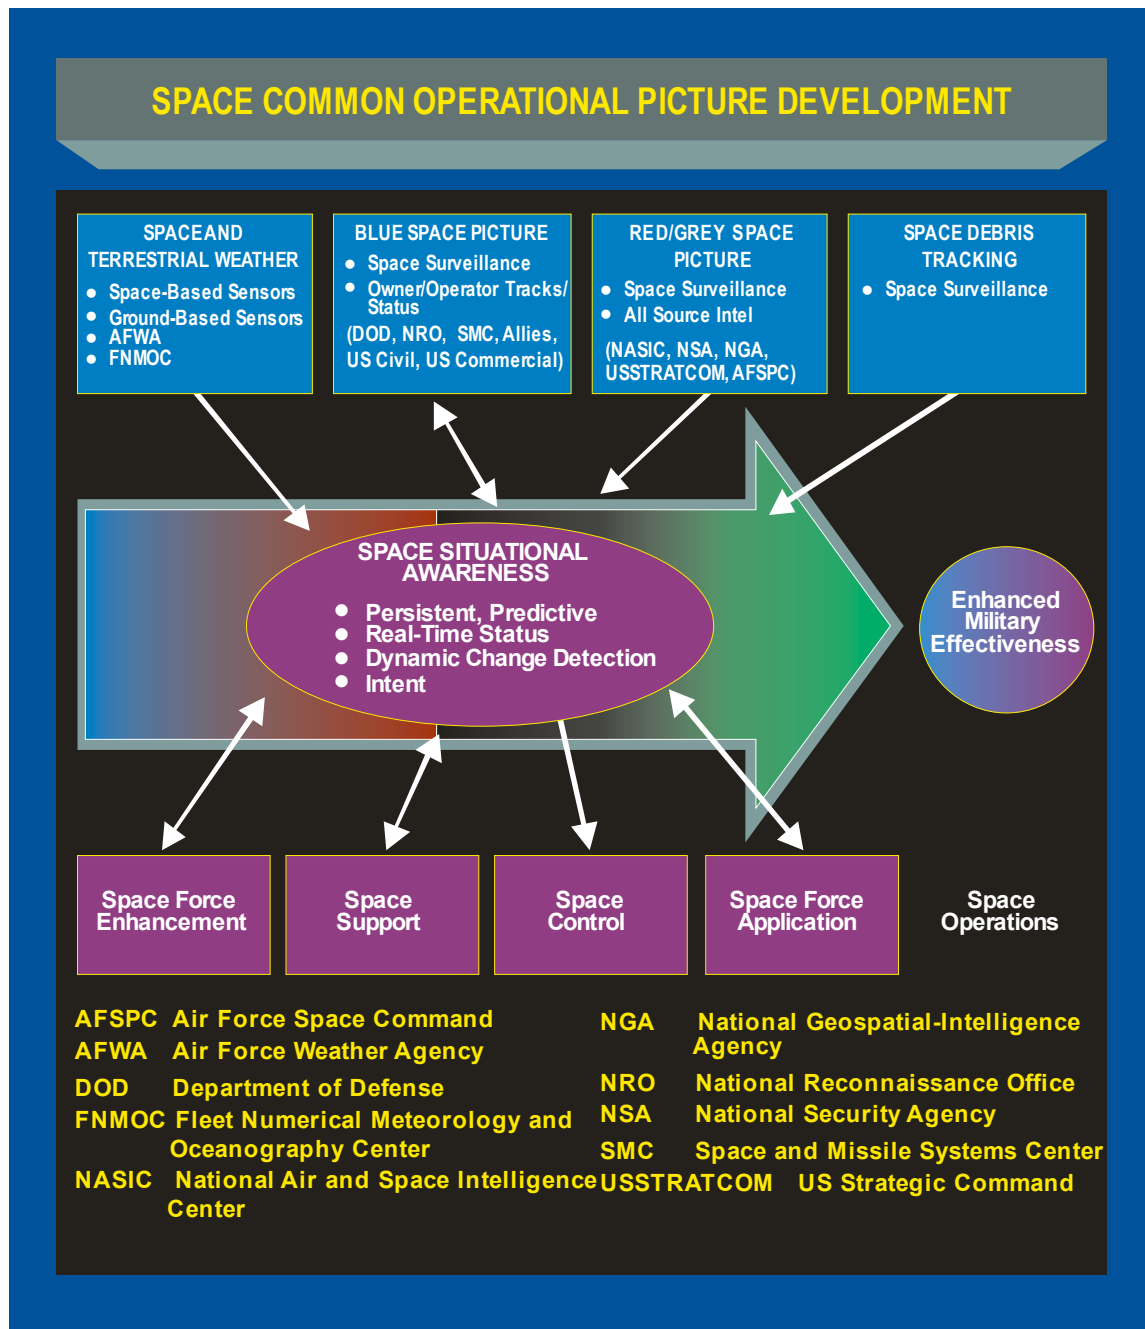 SPACE COMMON OPERATIONAL PICTURE DEVELOPMENT
SPACE AND
TERRESTRIAL WEATHER
● Space-Based Sensors
● Ground-Based Sensors
● AFWA
● FNMOC
BLUE SPACE PICTURE
● Space Surveillance
● Owner/Operator Tracks/
Status
(DOD, NRO, SMC, Allies,
US Civil, US Commercial)
RED/GREY SPACE
PICTURE
● Space Surveillance
● All Source Intel
(NASIC, NSA, NGA,
USSTRATCOM, AFSPC)
SPACE DEBRIS
TRACKING
● Space Surveillance
SPACE SITUATIONAL
AWARENESS
● Persistent, Predictive
● Real-Time Status
● Dynamic Change Detection
● Intent
Enhanced
Military
Effectiveness
Space Force
Enhancement
Space
Support
Space
Control
Space Force
Application
Space
Operations
AFSPC Air Force Space Command
AFWA Air Force Weather Agency
DOD Department of Defense
FNMOC Fleet Numerical Meteorology and
Oceanography Center
NASIC National Air and Space Intelligence
Center
NGA National Geospatial-Intelligence
Agency
NRO National Reconnaissance Office
NSA National Security Agency
SMC Space and Missile Systems Center
USSTRATCOM US Strategic Command